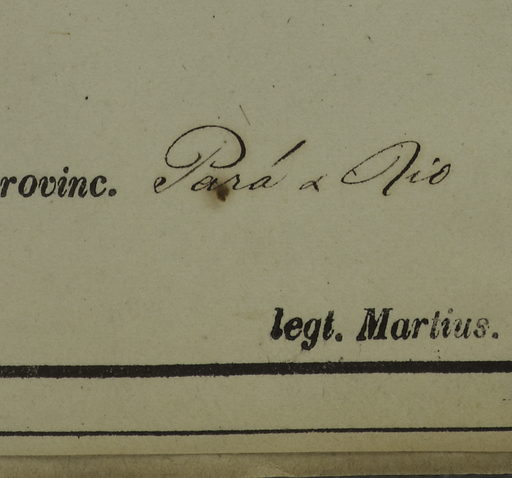 rovinc. Pará & Rio
legt. Martius.